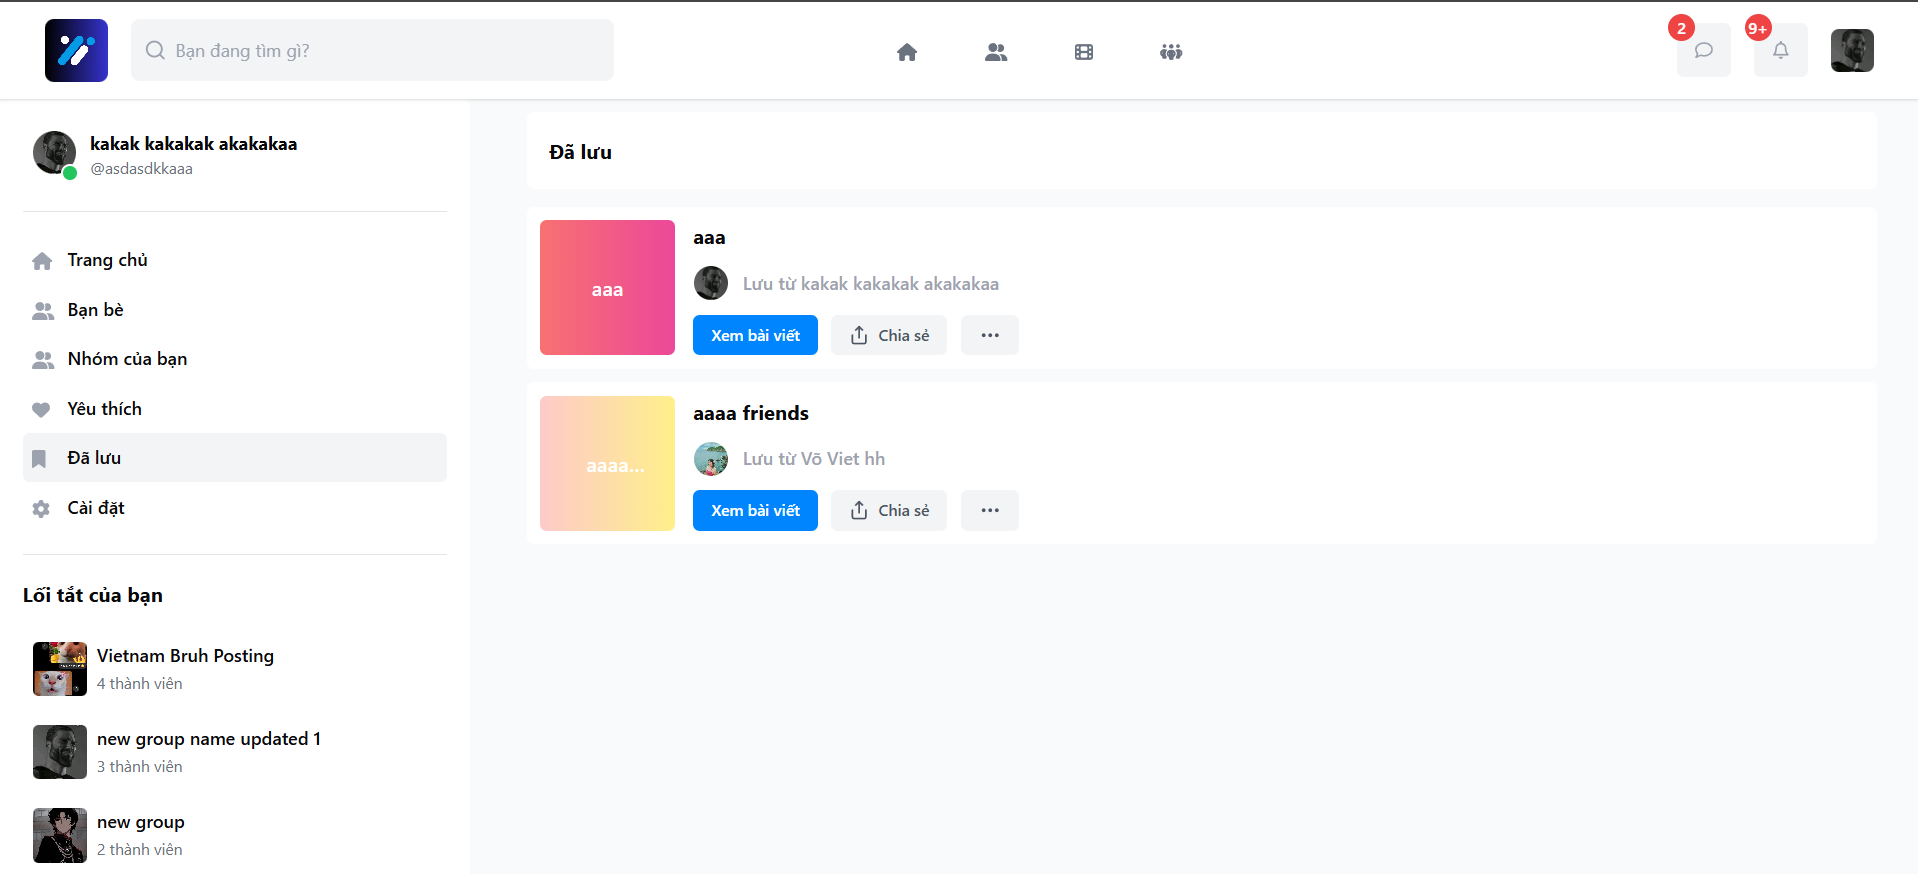 Bạn đang tìm gì?
2
9+
kakak kakakak akakakaa
@asdasdkkaaa
Trang chủ
Bạn bè
Nhóm của bạn
Yêu thích
Đã lưu
Cài đặt
Lối tắt của bạn
Vietnam Bruh Posting
4 thành viên
new group name updated 1
3 thành viên
new group
2 thành viên
Đã lưu
aaa
aaa
Lưu từ kakak kakakak akakakaa
Xem bài viết
Chia sẻ
aaaa...
aaaa friends
Lưu từ Võ Viet hh
Xem bài viết
Chia sẻ